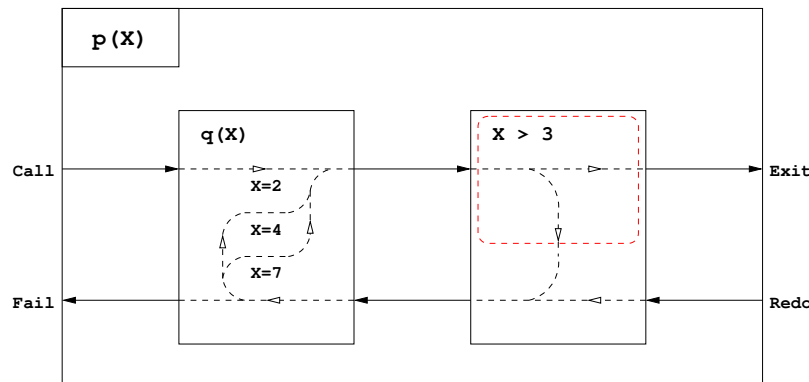 p(X)
q(X)
X > 3
Call
Exit
X=2
X=4
X=7
Fail
Redo